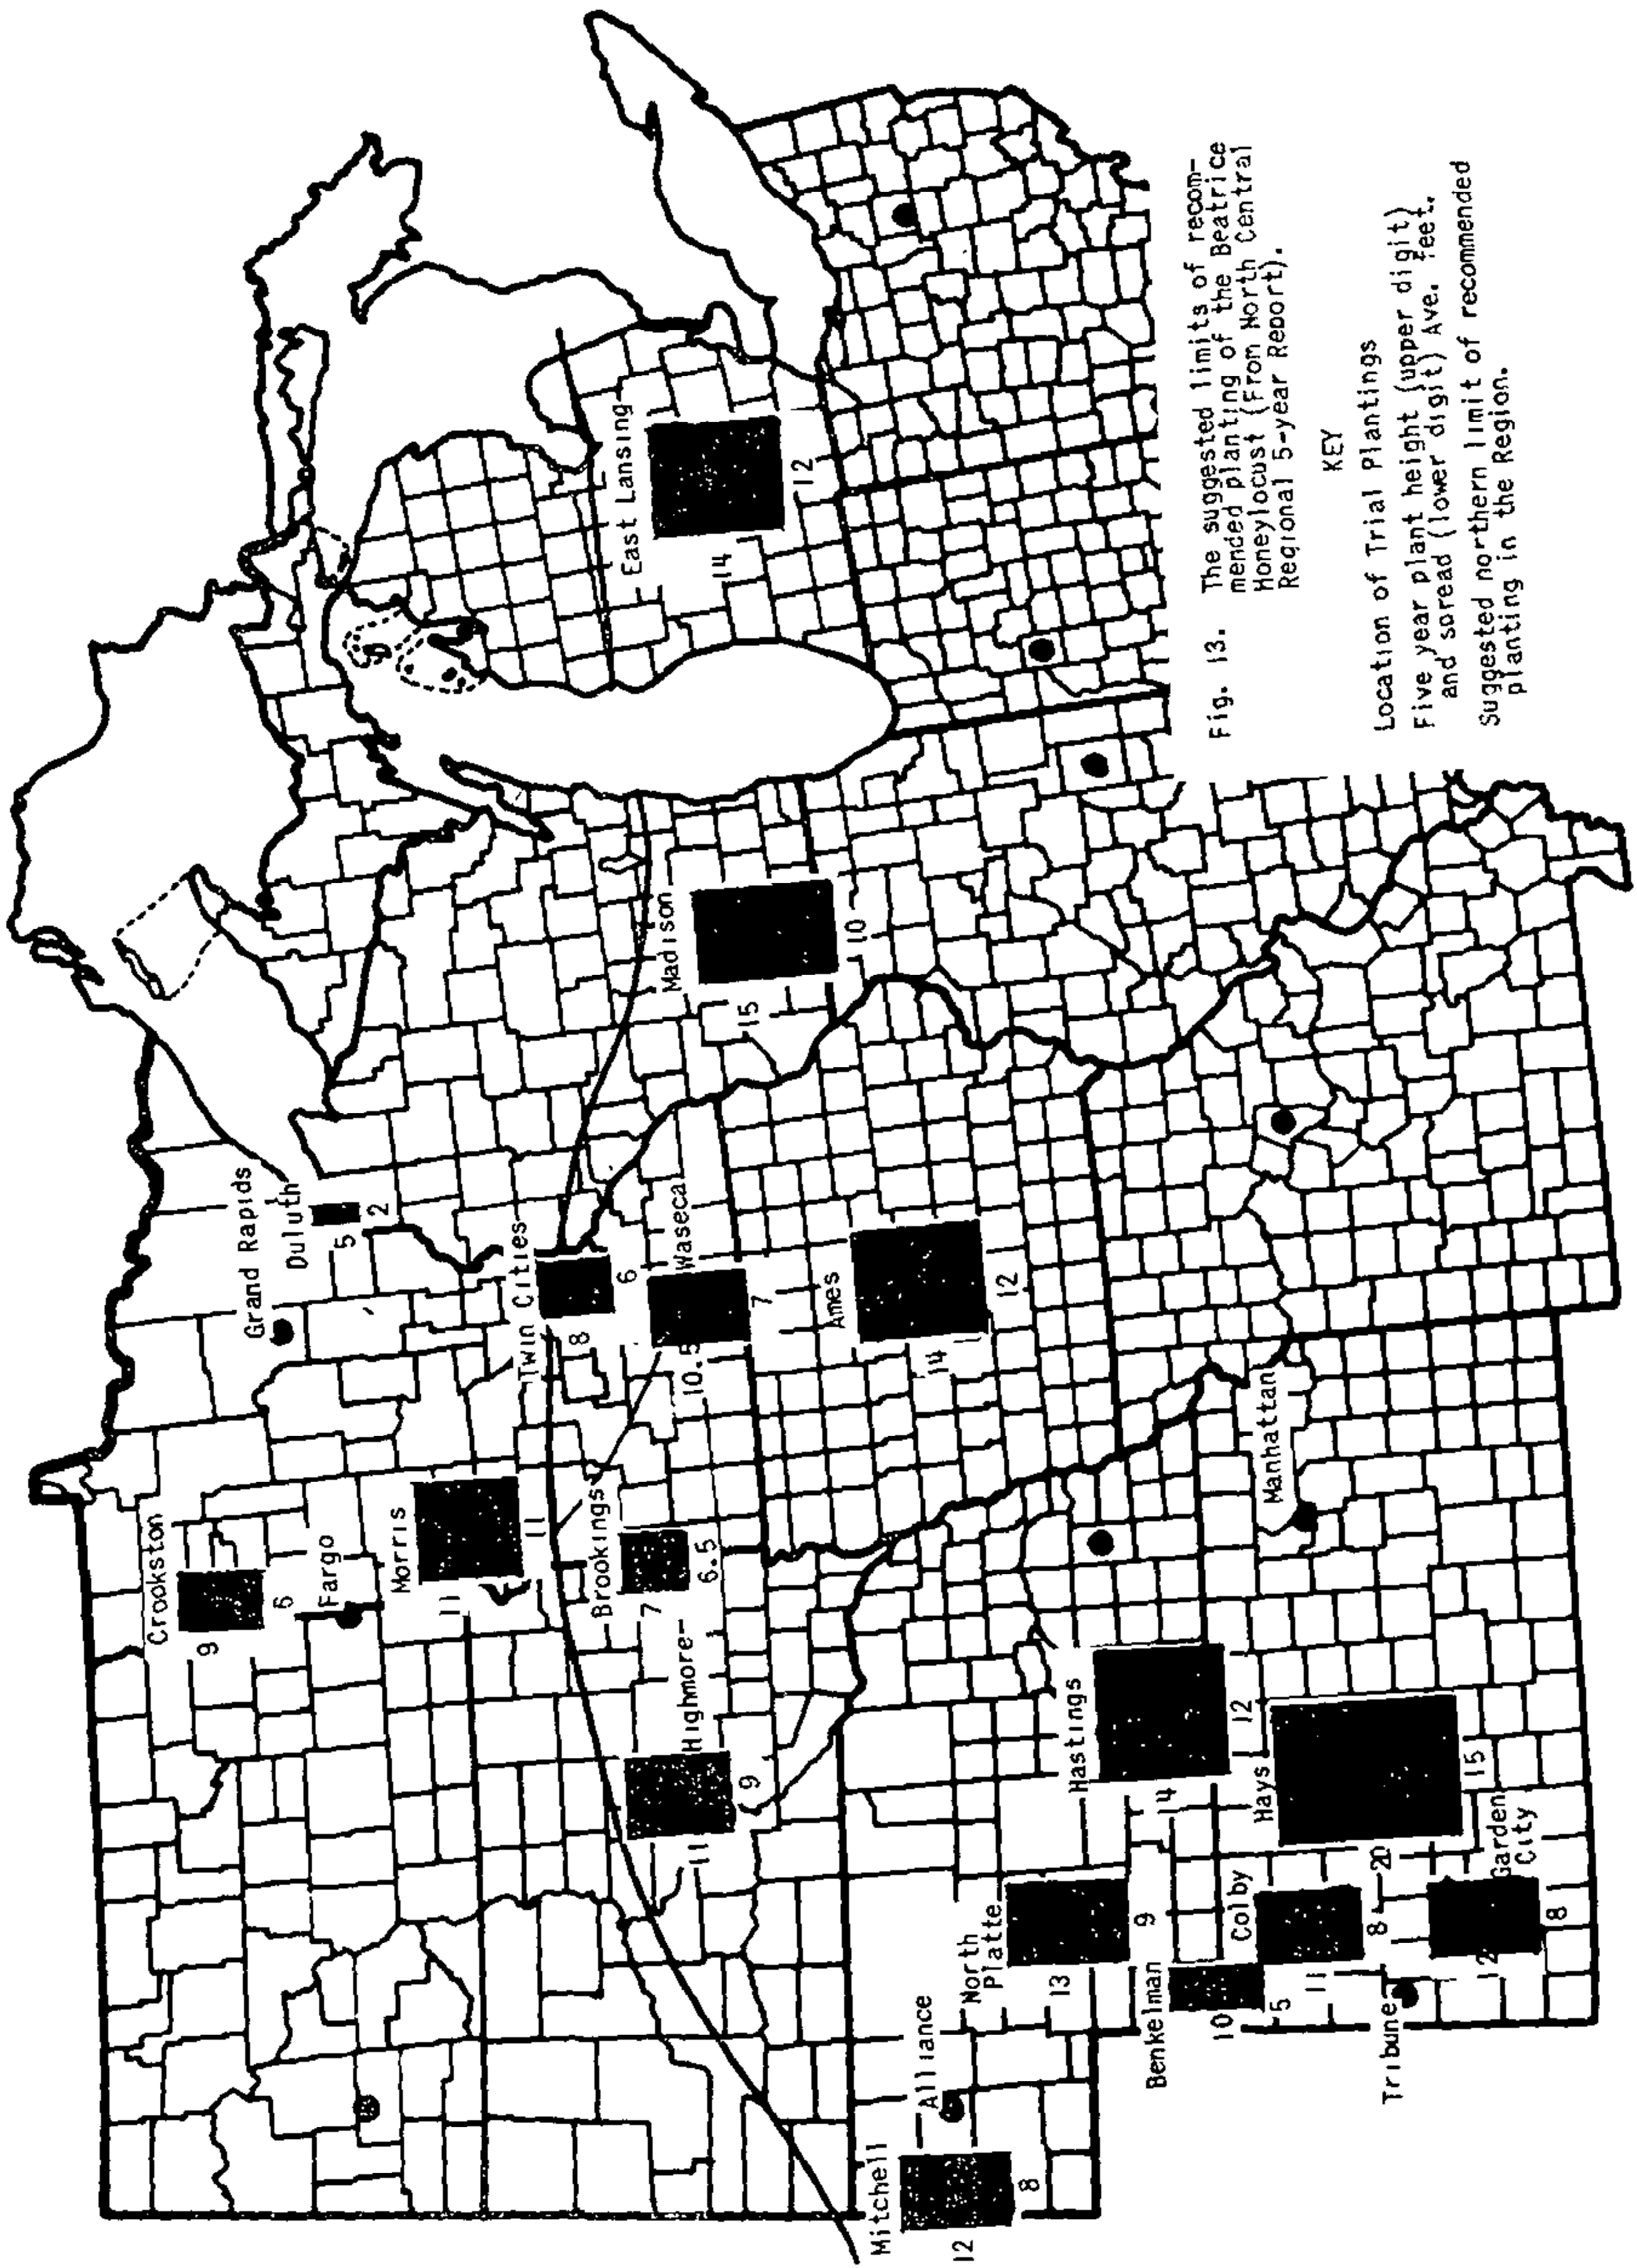 Crookston
9
6
Fargo
Grand Rapids
Duluth
5
2
Morris
11
11
Twin Cities
8
6
Brookings
7
6.5
Waseca
10.5
7
Highmore
11
9
Madison
15
10
East Lansing
14
12
Ames
14
12
Mitchell
12
8
Alliance
North
Platte
13
9
Hastings
14
12
Benkelman
10
5
Colby
11
8
Hays
20
15
Manhattan
Tribune
Garden
City
12
8
Fig. 13. The suggested limits of recom-
mended planting of the Beatrice
Honeylocust (From North Central
Regional 5-year Report).
KEY
Location of Trial Plantings
Five year plant height (upper digit)
and spread (lower digit) Ave. feet.
Suggested northern limit of recommended
planting in the Region.